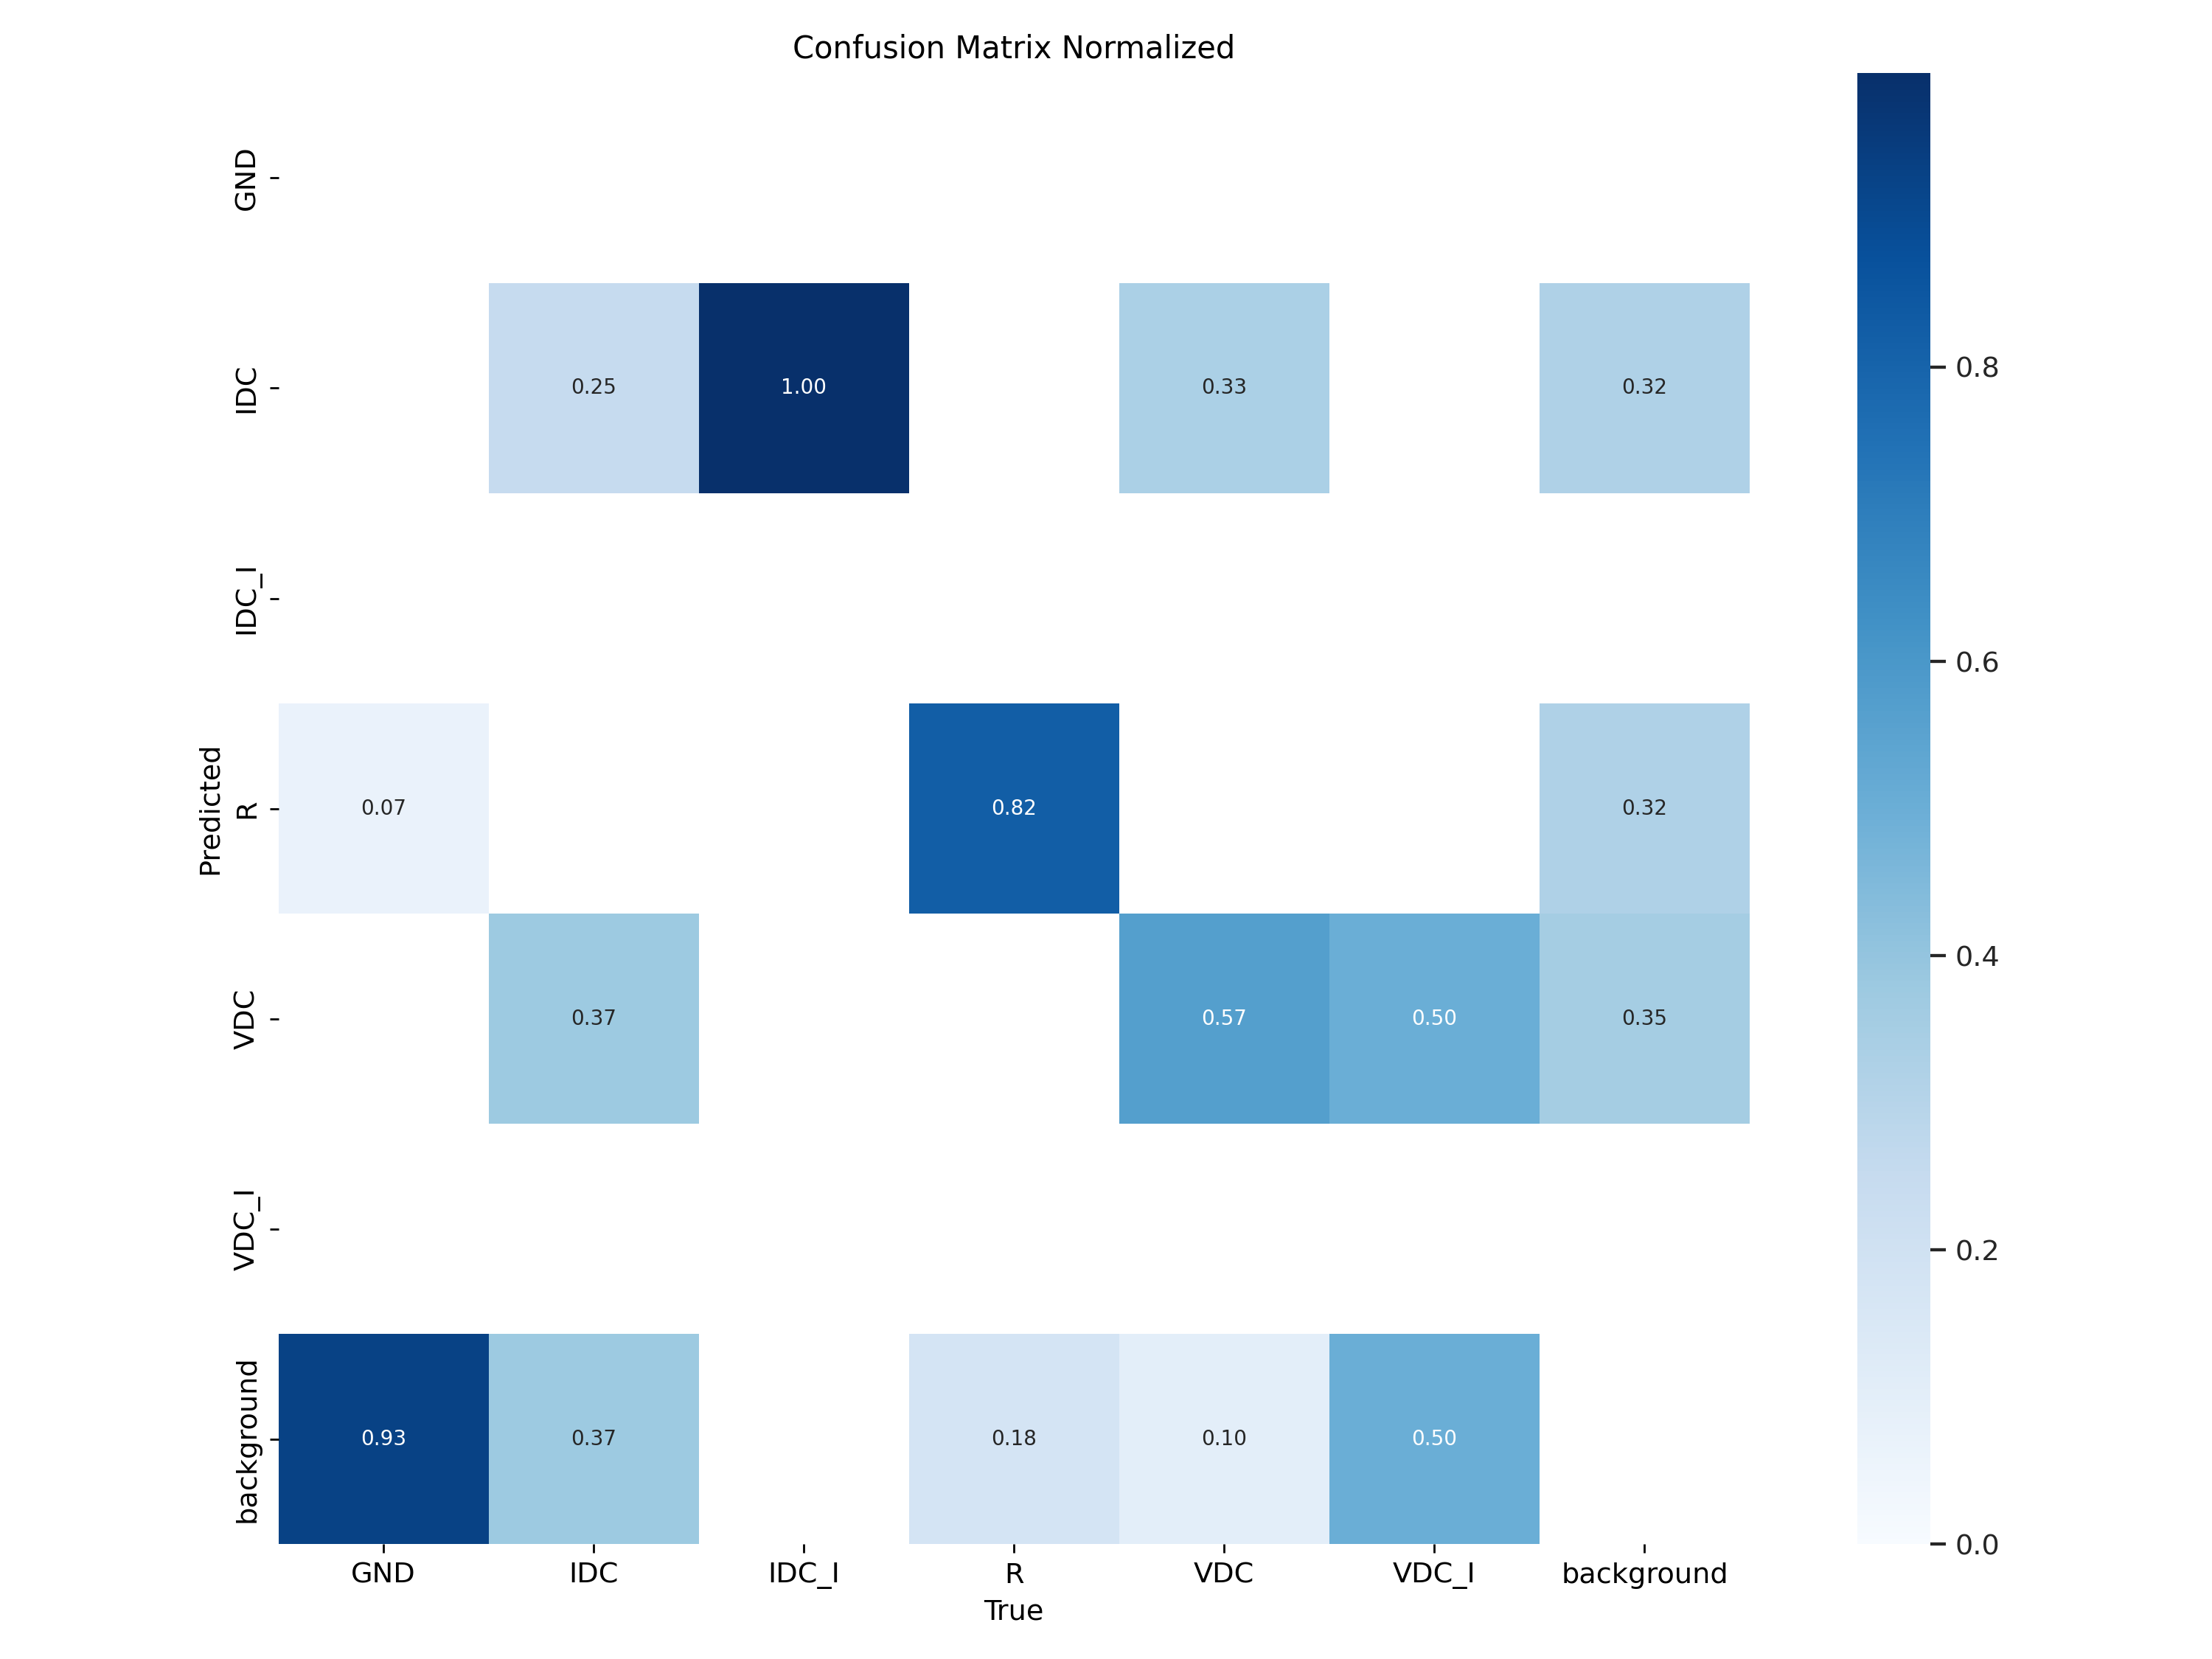 Confusion Matrix Normalized
GND
IDC 0.25 1.00 0.33 0.32
IDC_I
R 0.07 0.82 0.32
VDC 0.37 0.57 0.50 0.35
VDC_I
background 0.93 0.37 0.18 0.10 0.50
Predicted
GND IDC IDC_I R VDC VDC_I background
True
0.8
0.6
0.4
0.2
0.0